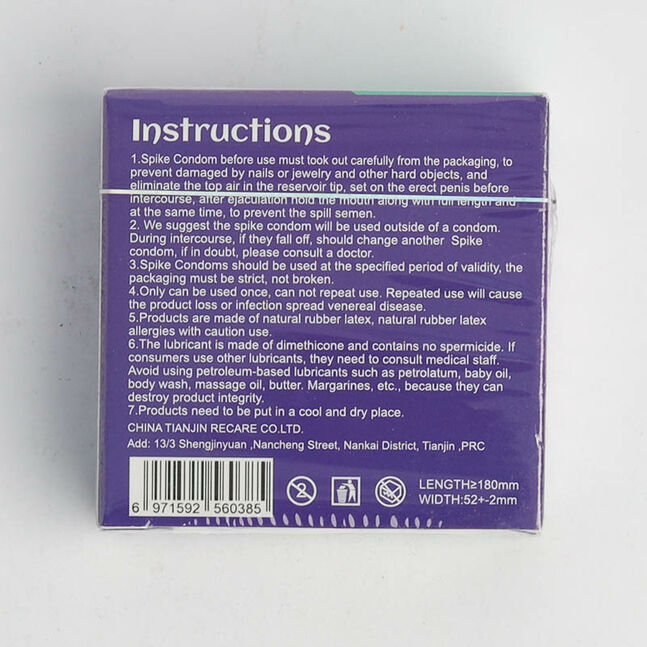 Instructions
1.Spike Condom before use must took out carefully from the packaging, to
prevent damaged by nails or jewelry and other hard objects, and
eliminate the top air in the reservoir tip, set on the erect penis before
intercourse, after ejaculation hold the mouth along with full length and
at the same time, to prevent the spill semen.
2. We suggest the spike condom will be used outside of a condom.
During intercourse, if they fall off, should change another Spike
condom, if in doubt, please consult a doctor.
3.Spike Condoms should be used at the specified period of validity, the
packaging must be strict, not broken.
4.Only can be used once, can not repeat use. Repeated use will cause
the product loss or infection spread venereal disease.
5.Products are made of natural rubber latex, natural rubber latex
allergies with caution use.
6.The lubricant is made of dimethicone and contains no spermicide. If
consumers use other lubricants, they need to consult medical staff.
Avoid using petroleum-based lubricants such as petrolatum, baby oil,
body wash, massage oil, butter. Margarines, etc., because they can
destroy product integrity.
7.Products need to be put in a cool and dry place.
CHINA TIANJIN RECARE CO.LTD.
Add: 13/3 Shengjinyuan ,Nancheng Street, Nankai District, Tianjin ,PRC
6 971592 560385
2
LENGTH≥180mm
WIDTH:52+-2mm